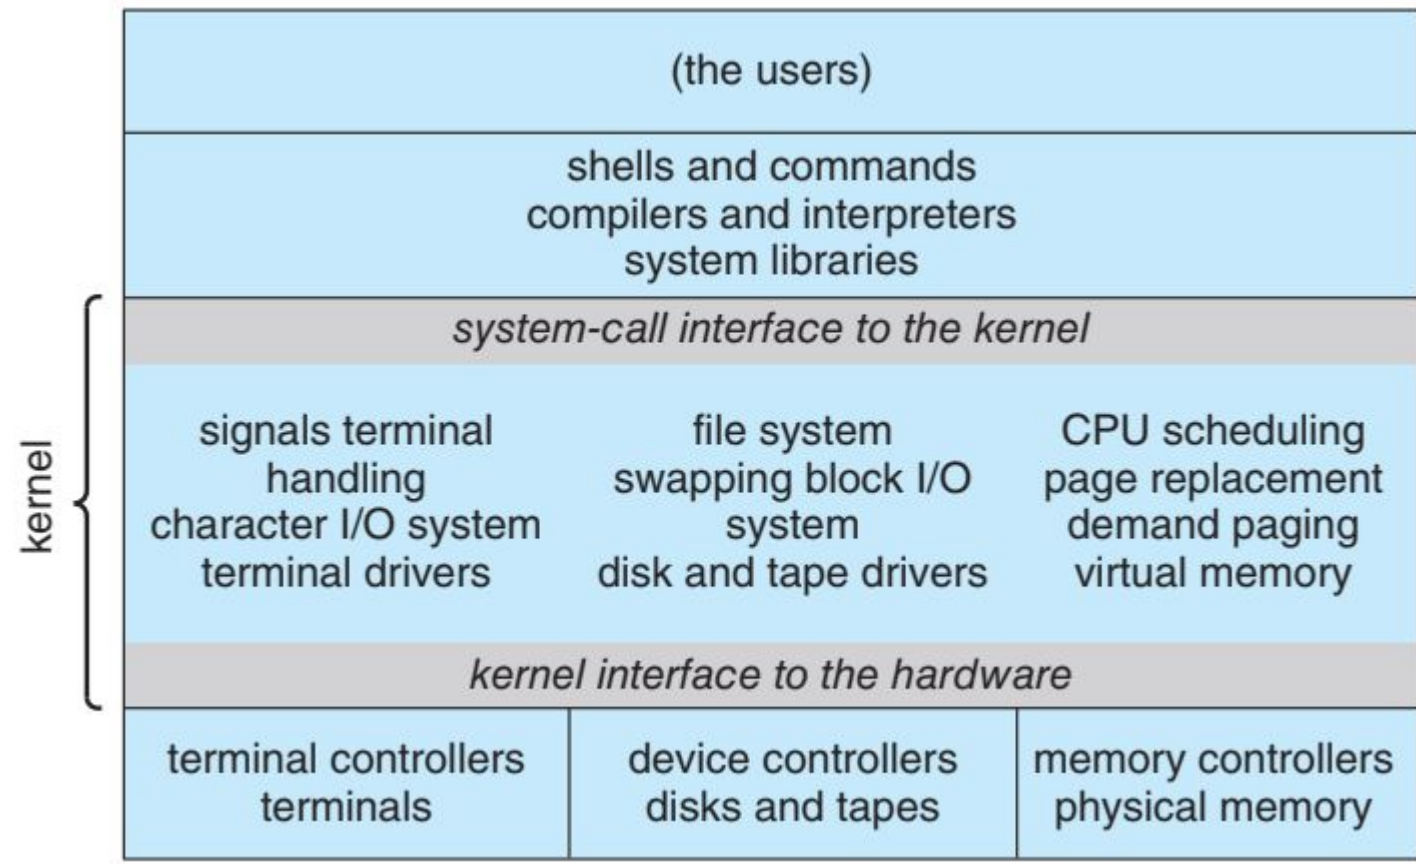 (the users)
shells and commands
compilers and interpreters
system libraries
system-call interface to the kernel
kernel
signals terminal
handling
character I/O system
terminal drivers
file system
swapping block I/O
system
disk and tape drivers
CPU scheduling
page replacement
demand paging
virtual memory
kernel interface to the hardware
terminal controllers
terminals
device controllers
disks and tapes
memory controllers
physical memory